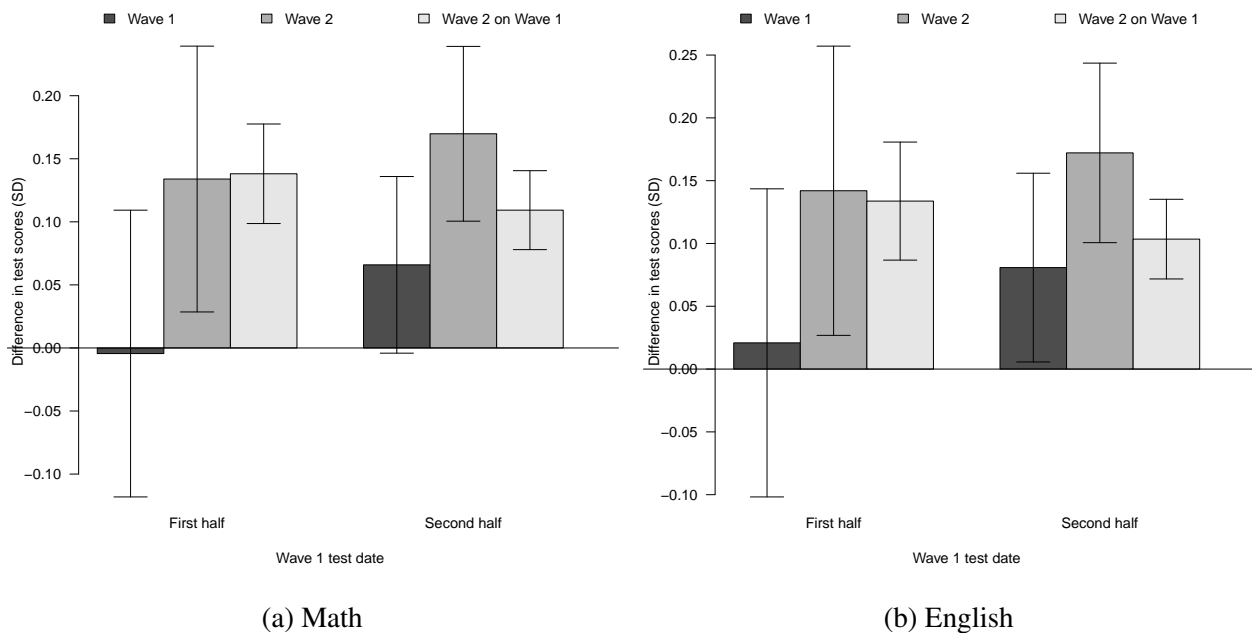 Wave 1 Wave 2 Wave 2 on Wave 1
Difference in test scores (SD)
0.20
0.15
0.10
0.05
0.00
−0.05
−0.10
First half Second half
Wave 1 test date
(a) Math
Wave 1 Wave 2 Wave 2 on Wave 1
Difference in test scores (SD)
0.25
0.20
0.15
0.10
0.05
0.00
−0.05
−0.10
First half Second half
Wave 1 test date
(b) English